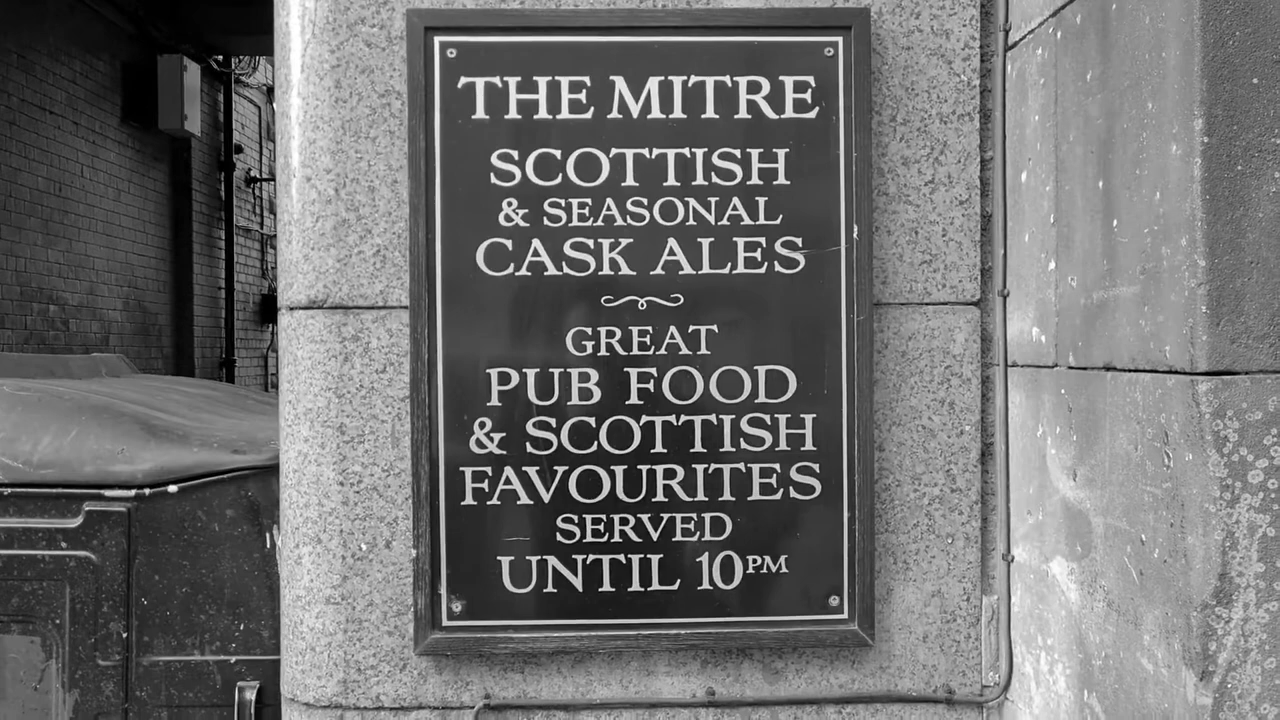 THE MITRE
SCOTTISH
& SEASONAL
CASK ALES
GREAT
PUB FOOD
& SCOTTISH
FAVOURITES
SERVED
UNTIL 10PM